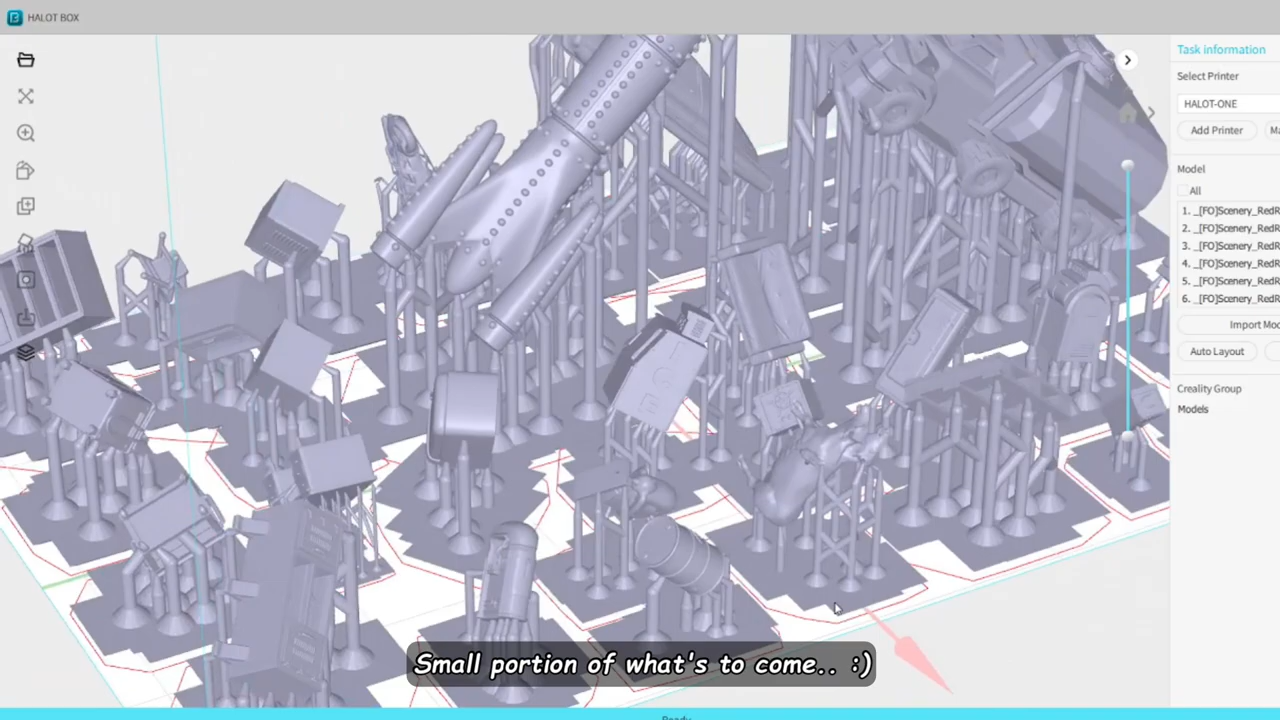 HALOT BOX
Task information
Select Printer
HALOT-ONE
Add Printer
Model
All
1. _[FO]Scenery_RedR
2. _[FO]Scenery_RedR
3. _[FO]Scenery_RedR
4. _[FO]Scenery_RedR
5. _[FO]Scenery_RedR
6. _[FO]Scenery_RedR
Import Mod
Auto Layout
Creality Group
Models
Small portion of what's to come.. :)